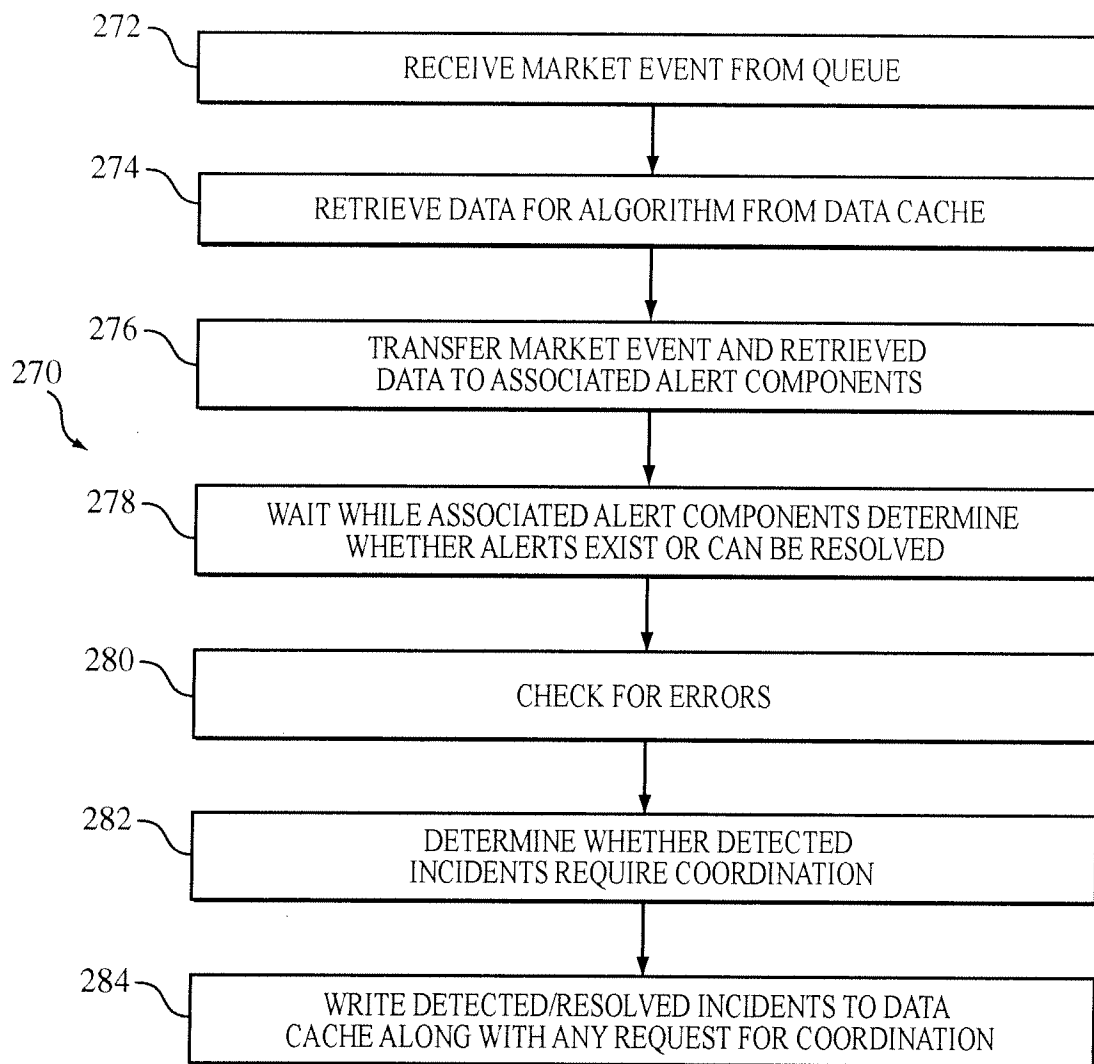 272
RECEIVE MARKET EVENT FROM QUEUE
274
RETRIEVE DATA FOR ALGORITHM FROM DATA CACHE
276
TRANSFER MARKET EVENT AND RETRIEVED
DATA TO ASSOCIATED ALERT COMPONENTS
270
278
WAIT WHILE ASSOCIATED ALERT COMPONENTS DETERMINE
WHETHER ALERTS EXIST OR CAN BE RESOLVED
280
CHECK FOR ERRORS
282
DETERMINE WHETHER DETECTED
INCIDENTS REQUIRE COORDINATION
284
WRITE DETECTED/RESOLVED INCIDENTS TO DATA
CACHE ALONG WITH ANY REQUEST FOR COORDINATION